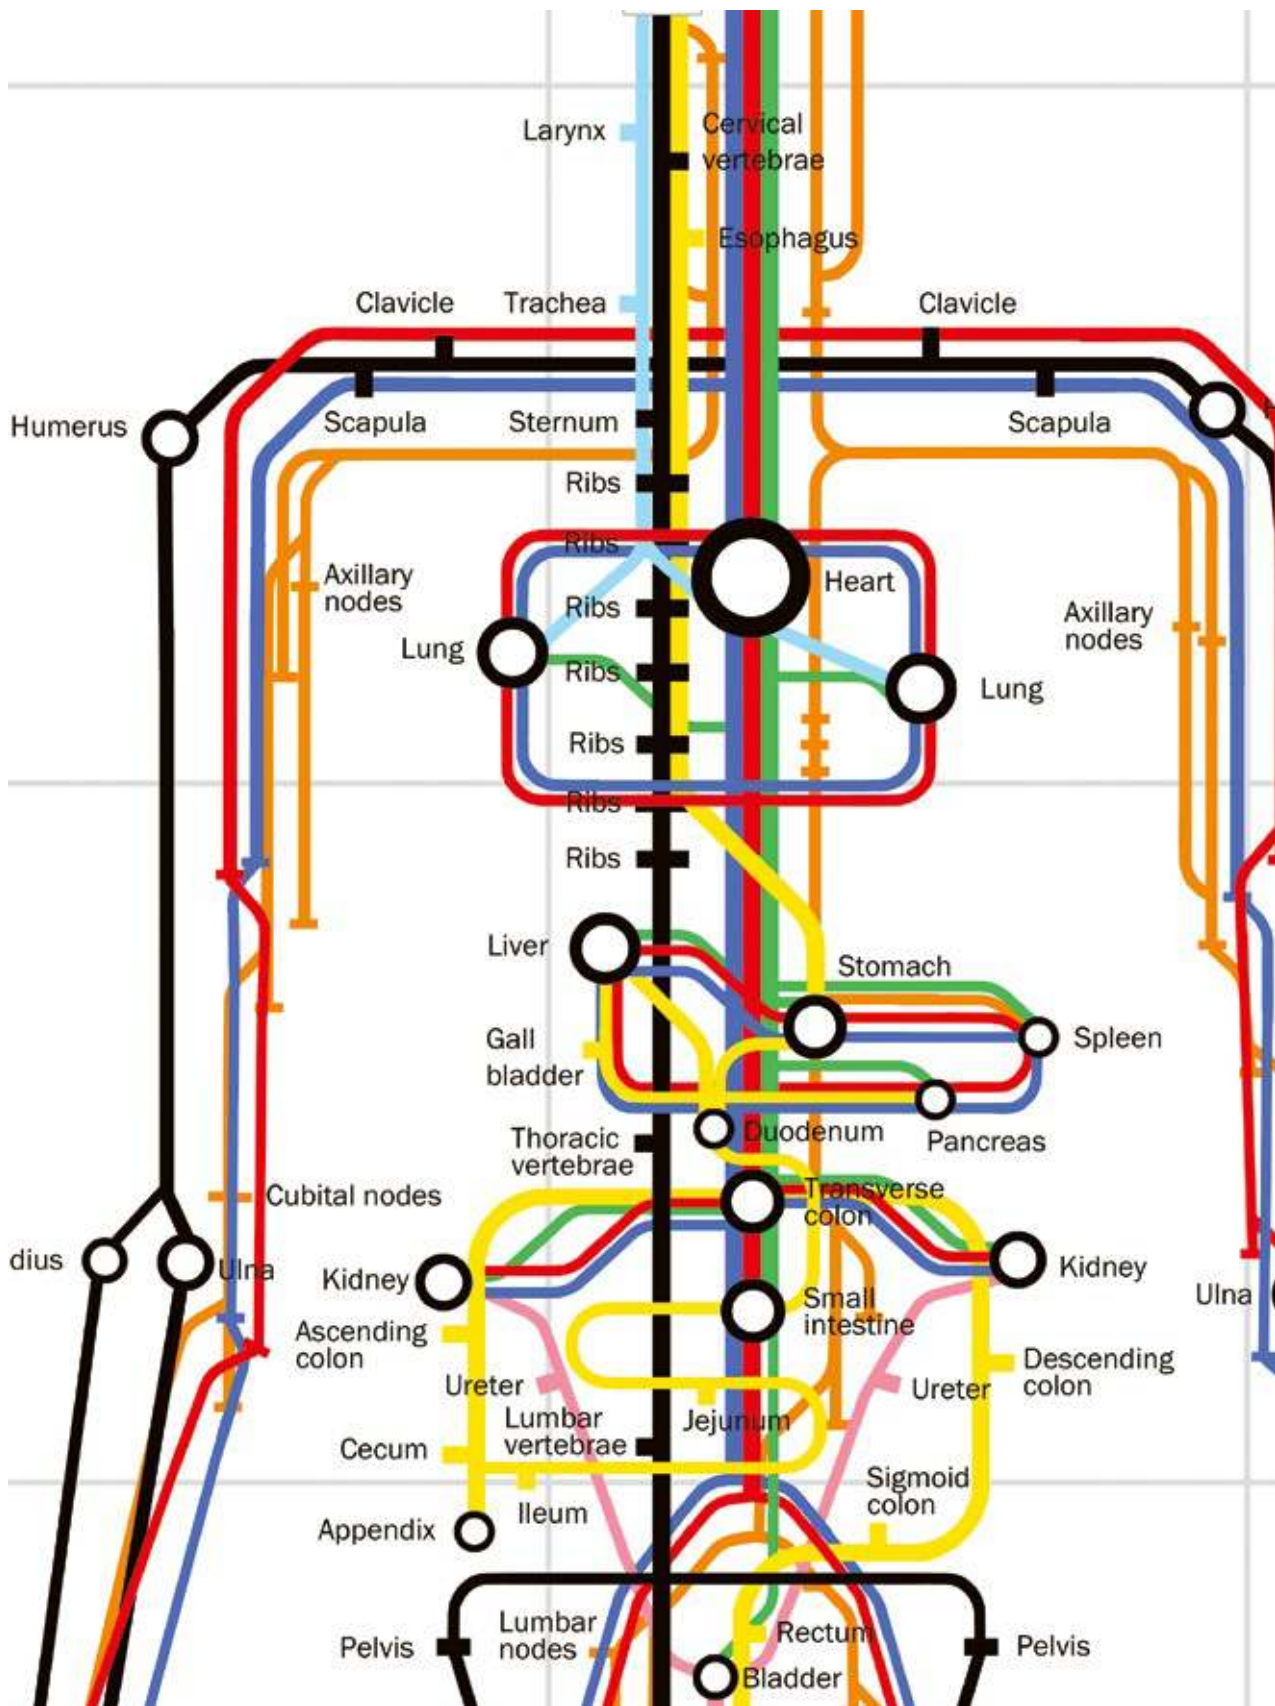 Larynx
Cervical
vertebrae
Esophagus
Clavicle
Trachea
Clavicle
Humerus
Scapula
Sternum
Scapula
Ribs
Ribs
Axillary
nodes
Heart
Ribs
Axillary
nodes
Lung
Ribs
Lung
Ribs
Ribs
Ribs
Liver
Stomach
Gall
bladder
Spleen
Thoracic
vertebrae
Duodenum
Pancreas
Cubital nodes
Transverse
colon
dius
Ulna
Kidney
Kidney
Small
intestine
Ulna
Ascending
colon
Descending
colon
Ureter
Ureter
Lumbar
vertebrae
Jejunum
Cecum
Sigmoid
colon
Ileum
Appendix
Lumbar
nodes
Rectum
Pelvis
Pelvis
Bladder